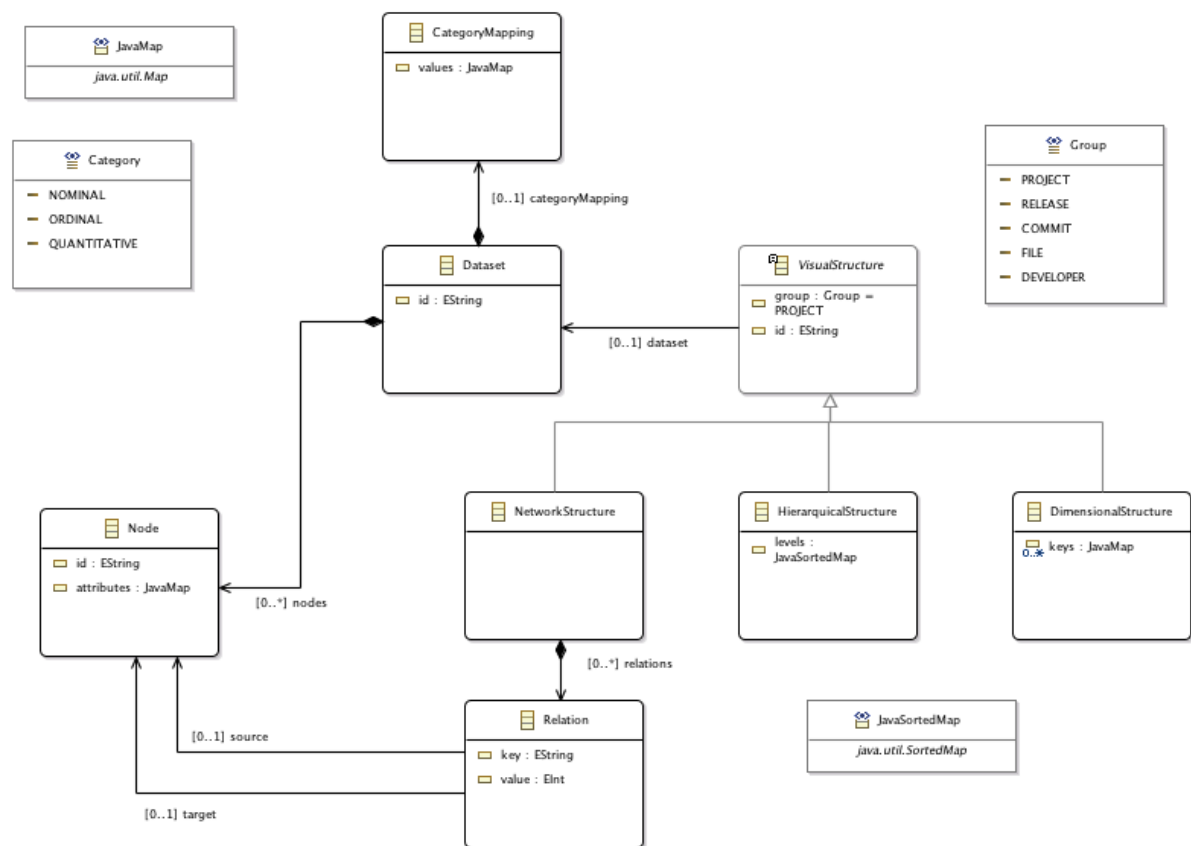 JavaMap
java.util.Map
CategoryMapping
values : JavaMap
Category
NOMINAL
ORDINAL
QUANTITATIVE
Group
PROJECT
RELEASE
COMMIT
FILE
DEVELOPER
[0..1] categoryMapping
Dataset
id : EString
VisualStructure
group : Group =
PROJECT
id : EString
[0..1] dataset
Node
id : EString
attributes : JavaMap
[0..*] nodes
NetworkStructure
HierarquicalStructure
levels :
JavaSortedMap
DimensionalStructure
0..* keys : JavaMap
[0..*] relations
Relation
key : EString
value : EInt
[0..1] source
[0..1] target
JavaSortedMap
java.util.SortedMap